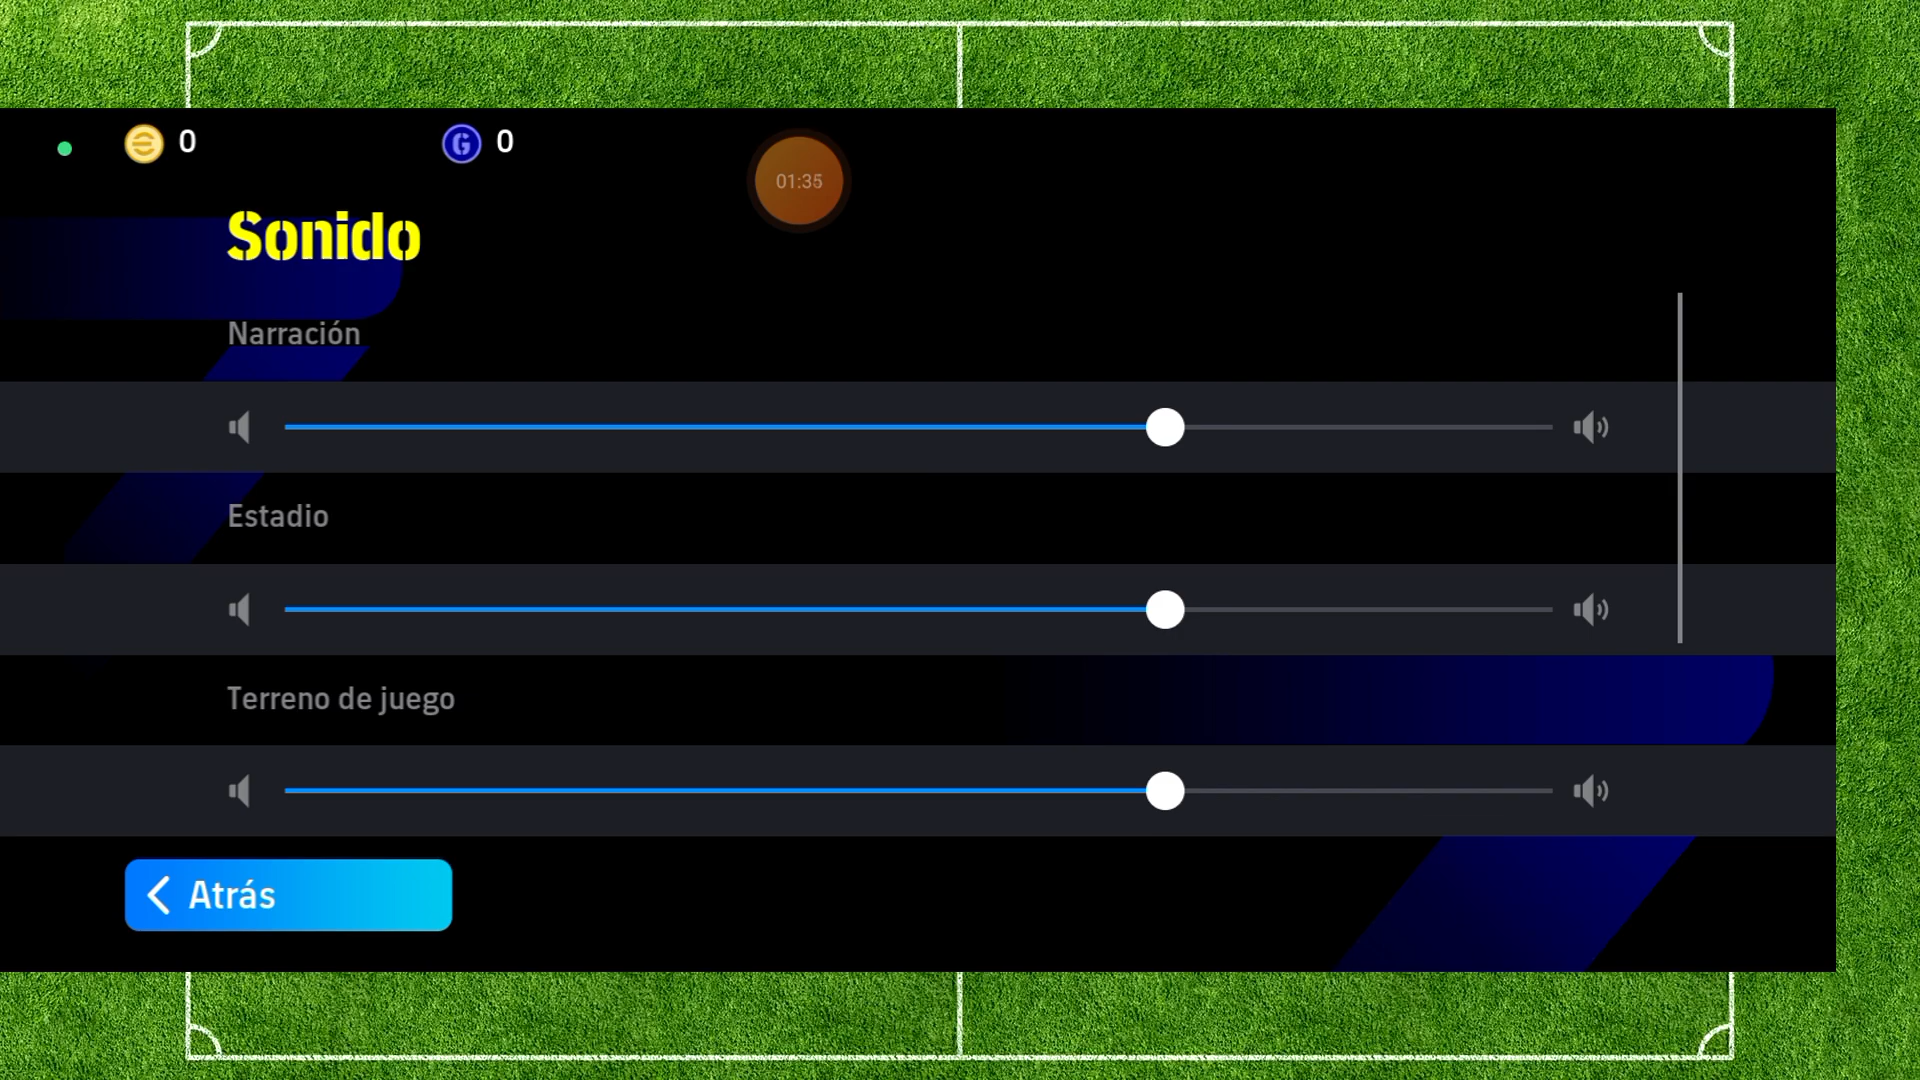 0
0
01:35
Sonido
Narración
Estadio
Terreno de juego
Atrás